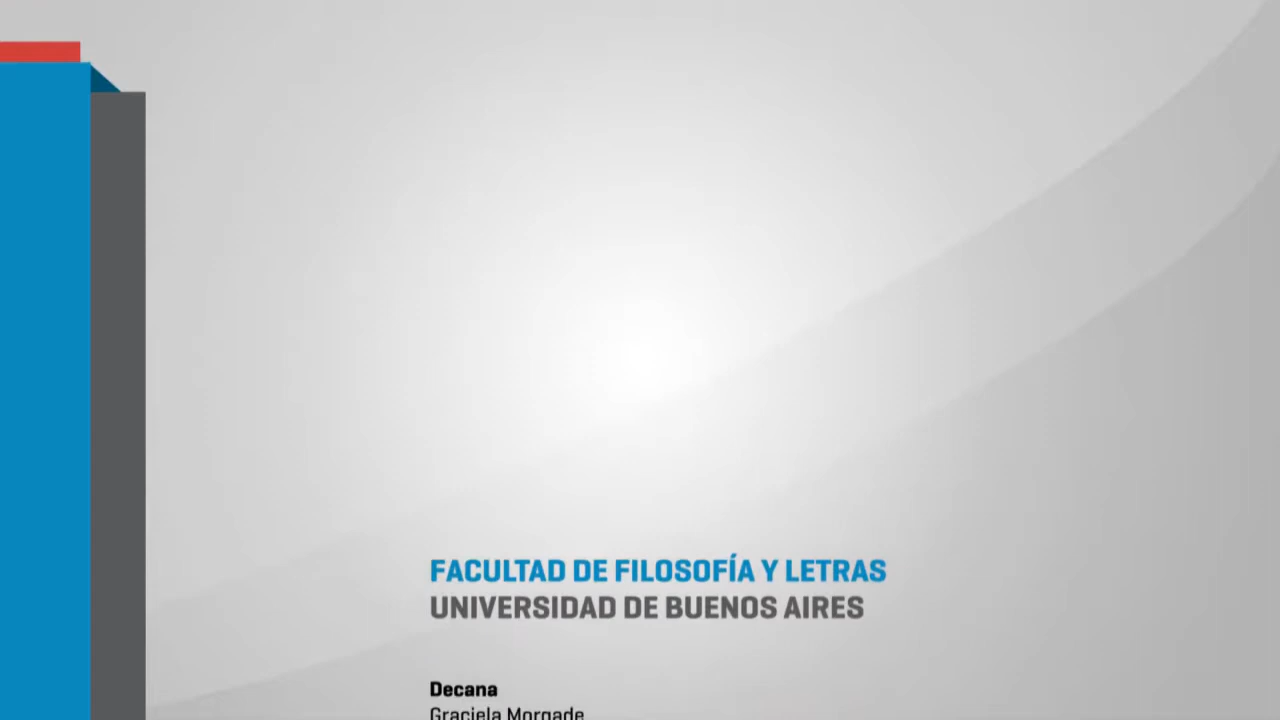 FACULTAD DE FILOSOFÍA Y LETRAS
UNIVERSIDAD DE BUENOS AIRES
Decana
Graciela Morgade